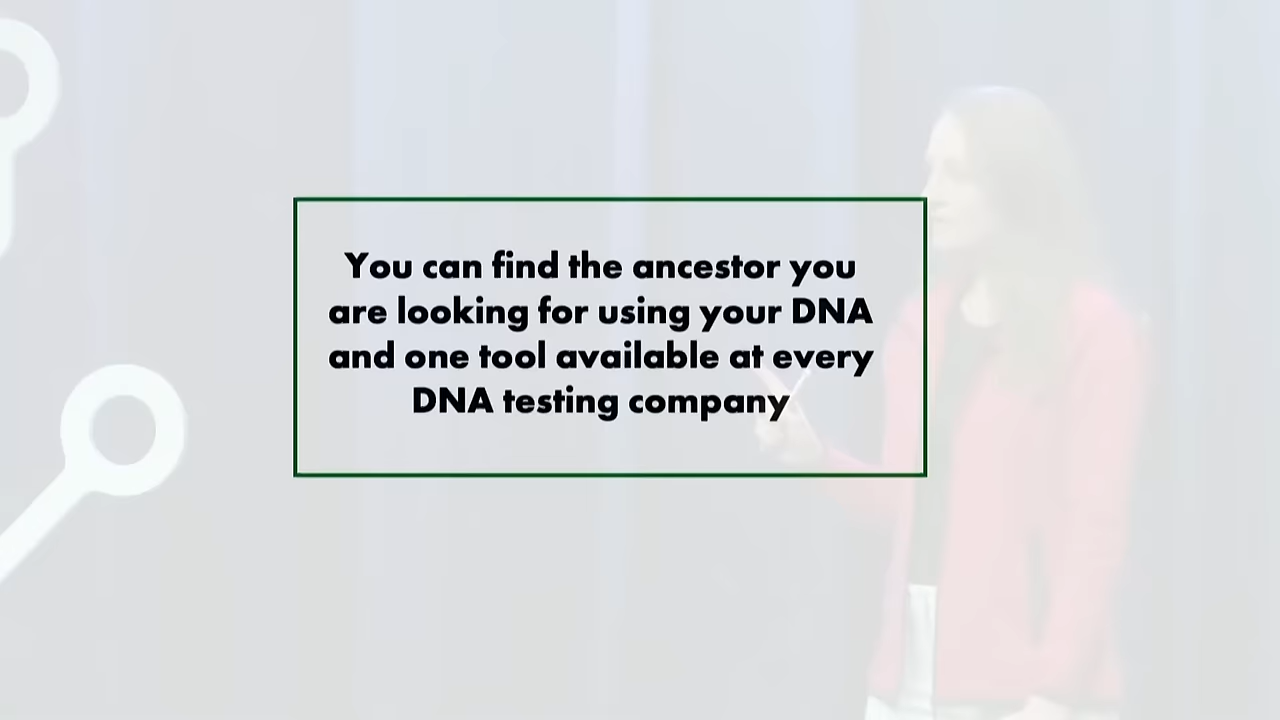 You can find the ancestor you
are looking for using your DNA
and one tool available at every
DNA testing company